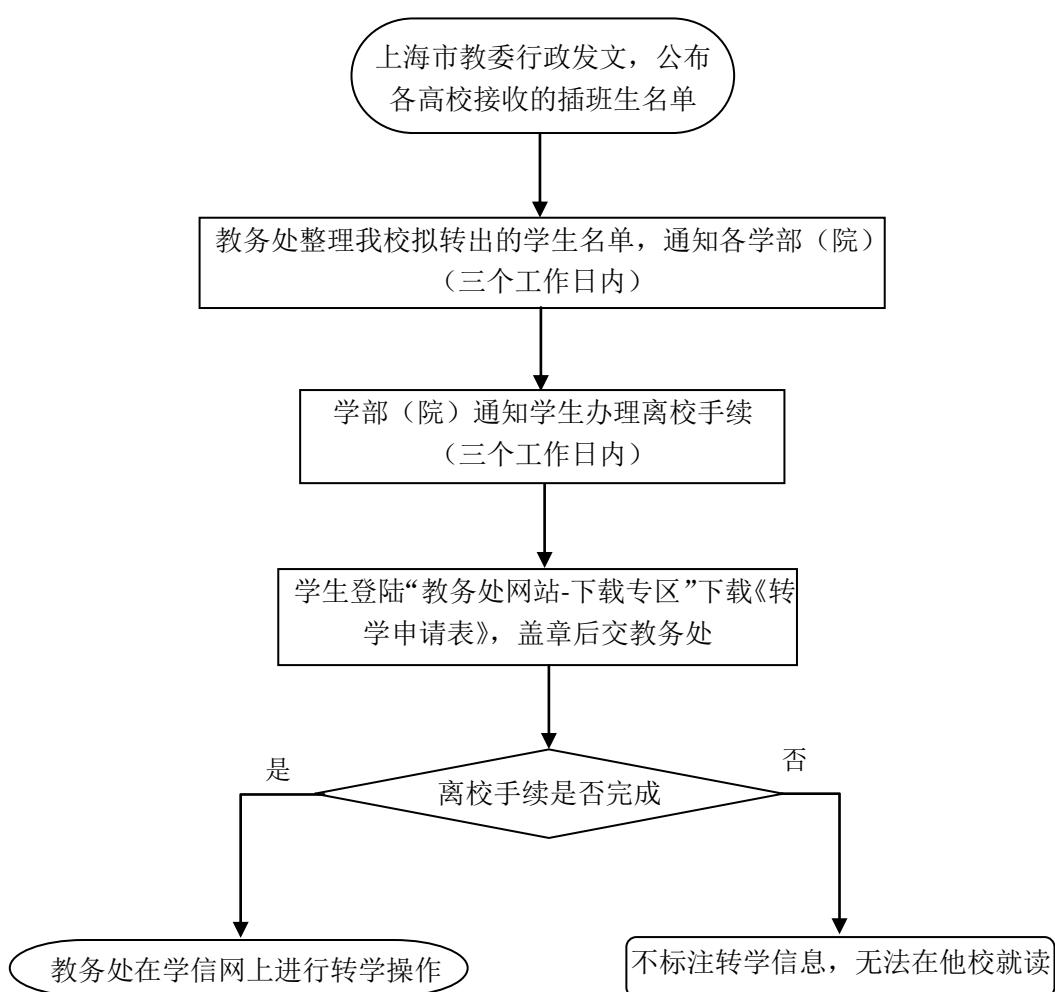 上海市教委行政发文，公布
各高校接收的插班生名单
教务处整理我校拟转出的学生名单，通知各学部（院）
（三个工作日内）
学部（院）通知学生办理离校手续
（三个工作日内）
学生登陆“教务处网站-下载专区”下载《转
学申请表》，盖章后交教务处
是
否
离校手续是否完成
教务处在学信网上进行转学操作
不标注转学信息，无法在他校就读